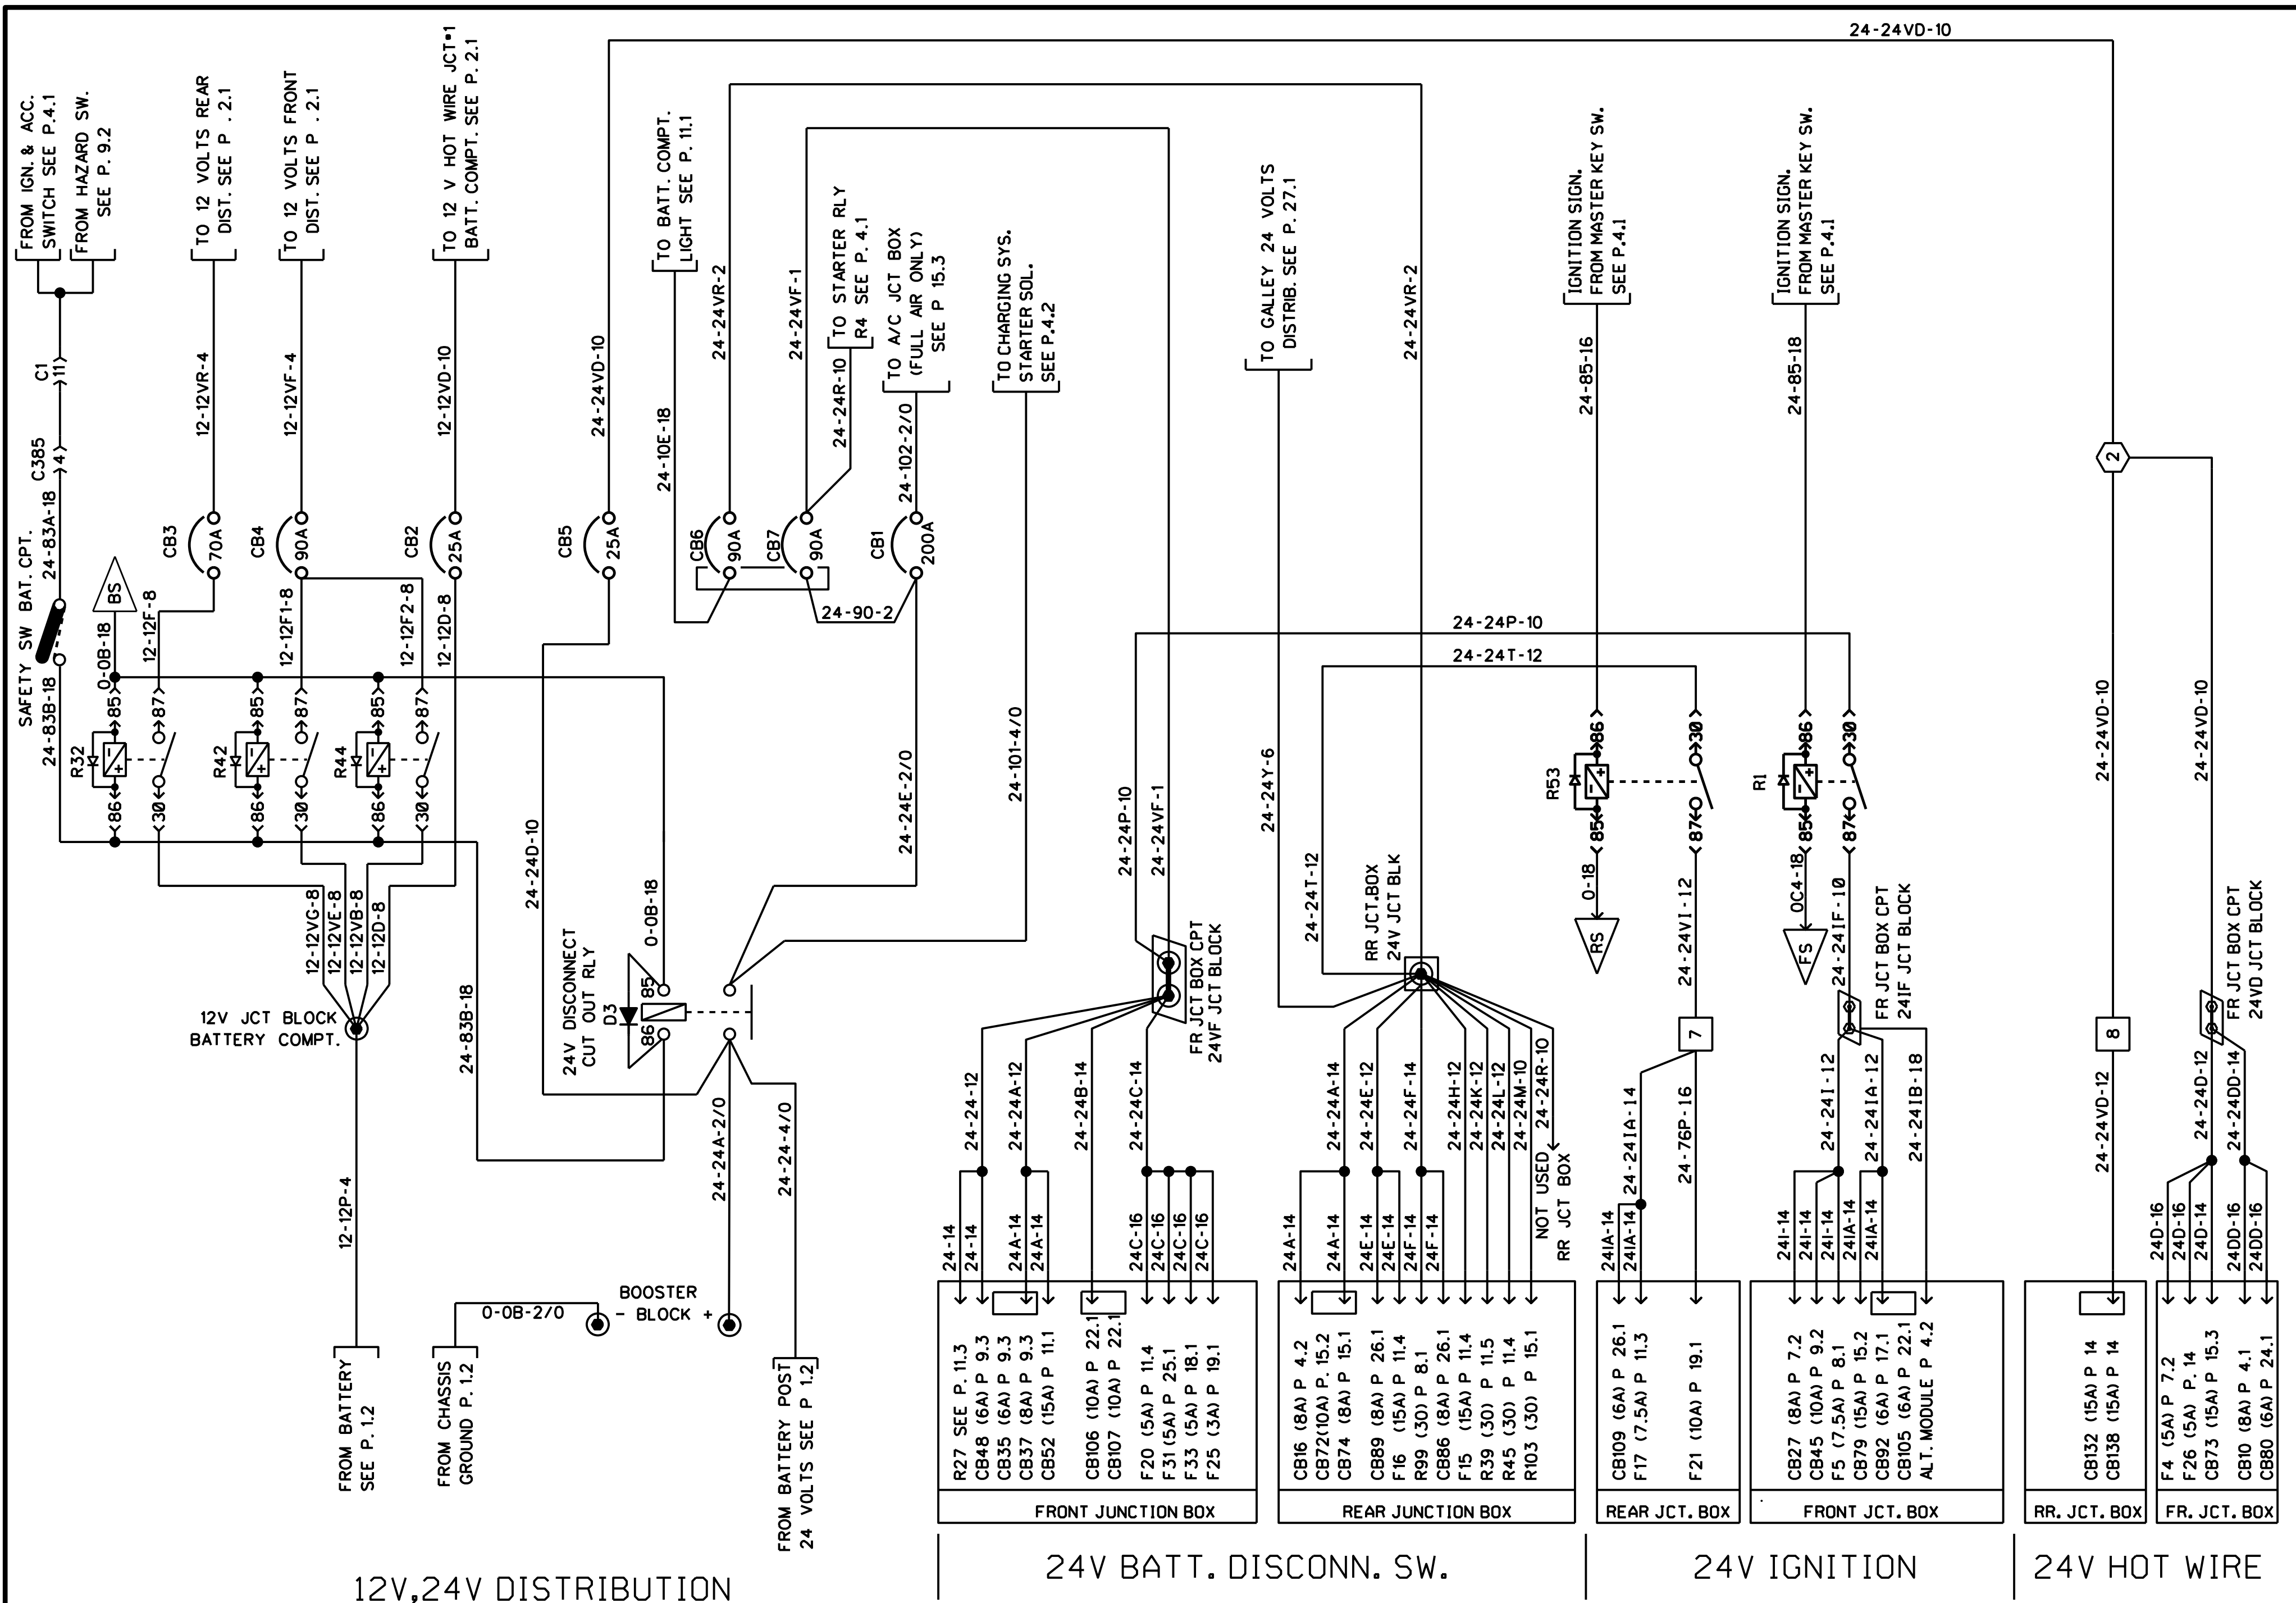 24-24VD-10
FROM IGN. & ACC.
SWITCH SEE P.4.1
FROM HAZARD SW.
SEE P. 9.2
TO 12 VOLTS REAR
DIST. SEE P . 2.1
TO 12 VOLTS FRONT
DIST. SEE P . 2.1
TO 12 V HOT WIRE JCT•1
BATT. COMPT. SEE P. 2.1
TO BATT. COMPT.
LIGHT SEE P. 11.1
TO STARTER RLY
R4 SEE P. 4.1
TO A/C JCT BOX
(FULL AIR ONLY)
SEE P 15.3
TO CHARGING SYS.
STARTER SOL.
SEE P.4.2
TO GALLEY 24 VOLTS
DISTRIB. SEE P. 27.1
IGNITION SIGN.
FROM MASTER KEY SW.
SEE P.4.1
IGNITION SIGN.
FROM MASTER KEY SW.
SEE P.4.1
C1
11
C385
4
12-12VR-4
12-12VF-4
12-12VD-10
24-24VD-10
24-10E-18
24-24VR-2
24-24VF-1
24-24R-10
24-102-2/0
24-24VR-2
24-85-16
24-85-18
2
SAFETY SW BAT. CPT.
24-83A-18
24-83B-18
BS
0-0B-18
CB3
70A
CB4
90A
CB2
25A
CB5
25A
CB6
90A
CB7
90A
CB1
200A
12-12F-8
12-12F1-8
12-12F2-8
12-12D-8
24-90-2
24-24P-10
24-24T-12
R32
85
87
86
30
R42
85
87
86
30
R44
85
87
86
30
24-24D-10
24-24E-2/0
24-101-4/0
24-24P-10
24-24VF-1
24-24Y-6
24-24T-12
R53
86
30
85
87
R1
86
30
85
87
24-24VD-10
24-24VD-10
12-12VG-8
12-12VE-8
12-12VB-8
12-12D-8
12V JCT BLOCK
BATTERY COMPT.
24-83B-18
24V DISCONNECT
CUT OUT RLY
D3
86
85
0-0B-18
FR JCT BOX CPT
24VF JCT BLOCK
RR JCT.BOX
24V JCT BLK
0-18
RS
24-24VI-12
7
OC4-18
FS
24-24IF-10
FR JCT BOX CPT
24IF JCT BLOCK
8
FR JCT BOX CPT
24VD JCT BLOCK
12-12P-4
24-24A-2/0
24-24-4/0
0-0B-2/0
BOOSTER
- BLOCK +
FROM BATTERY
SEE P. 1.2
FROM CHASSIS
GROUND P. 1.2
FROM BATTERY POST
24 VOLTS SEE P 1.2
24-24-12
24-24A-12
24-24B-14
24-24C-14
24-24A-14
24-24E-12
24-24F-14
24-24H-12
24-24K-12
24-24L-12
24-24M-10
24-24R-10
NOT USED
RR JCT BOX
24-24IA-14
24-76P-16
24-24I-12
24-24IA-12
24-24IB-18
24-24VD-12
24-24D-12
24-24DD-14
24-14
24-14
24A-14
24A-14
24C-16
24C-16
24C-16
24C-16
24A-14
24A-14
24E-14
24E-14
24F-14
24F-14
24IA-14
24IA-14
24I-14
24I-14
24I-14
24IA-14
24IA-14
24D-16
24D-16
24D-14
24DD-16
24DD-16
R27 SEE P. 11.3
CB48 (6A) P 9.3
CB35 (6A) P 9.3
CB37 (8A) P 9.3
CB52 (15A) P 11.1
CB106 (10A) P 22.1
CB107 (10A) P 22.1
F20 (5A) P 11.4
F31 (5A) P 25.1
F33 (5A) P 18.1
F25 (3A) P 19.1
FRONT JUNCTION BOX
CB16 (8A) P 4.2
CB72(10A) P. 15.2
CB74 (8A) P 15.1
CB89 (8A) P 26.1
F16 (15A) P 11.4
R99 (30) P 8.1
CB86 (8A) P 26.1
F15 (15A) P 11.4
R39 (30) P 11.5
R45 (30) P 11.4
R103 (30) P 15.1
REAR JUNCTION BOX
CB109 (6A) P 26.1
F17 (7.5A) P 11.3
F21 (10A) P 19.1
REAR JCT. BOX
CB27 (8A) P 7.2
CB45 (10A) P 9.2
F5 (7.5A) P 8.1
CB79 (15A) P 15.2
CB92 (6A) P 17.1
CB105 (6A) P 22.1
ALT. MODULE P 4.2
FRONT JCT. BOX
CB132 (15A) P 14
CB138 (15A) P 14
RR. JCT. BOX
F4 (5A) P 7.2
F26 (5A) P. 14
CB73 (15A) P 15.3
CB10 (8A) P 4.1
CB80 (6A) P 24.1
FR. JCT. BOX
12V,24V DISTRIBUTION
24V BATT. DISCONN. SW.
24V IGNITION
24V HOT WIRE